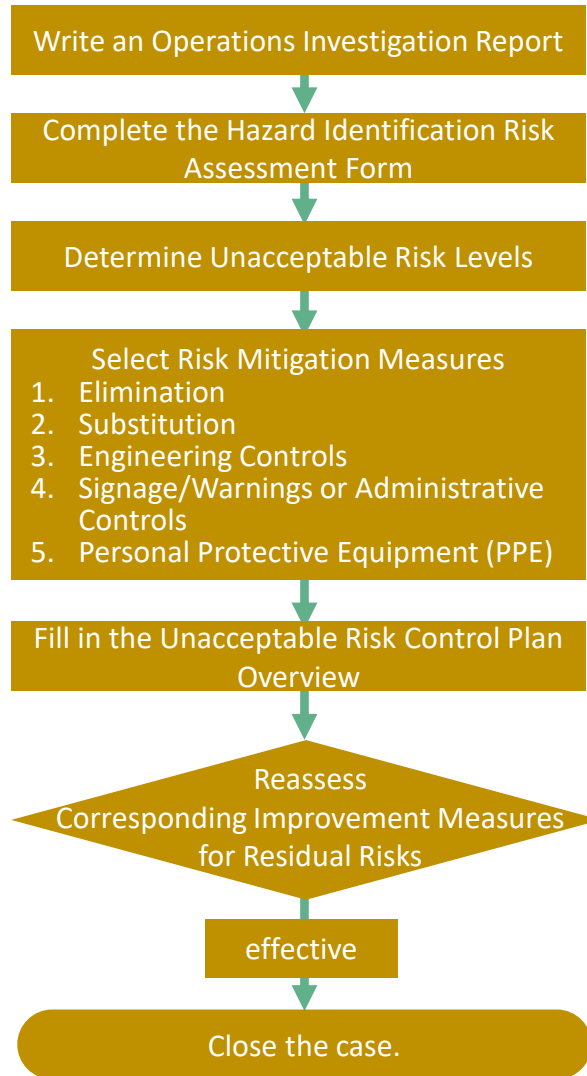 Write an Operations Investigation Report
Complete the Hazard Identification Risk
Assessment Form
Determine Unacceptable Risk Levels
Select Risk Mitigation Measures
1. Elimination
2. Substitution
3. Engineering Controls
4. Signage/Warnings or Administrative
Controls
5. Personal Protective Equipment (PPE)
Fill in the Unacceptable Risk Control Plan
Overview
Reassess
Corresponding Improvement Measures
for Residual Risks
effective
Close the case.